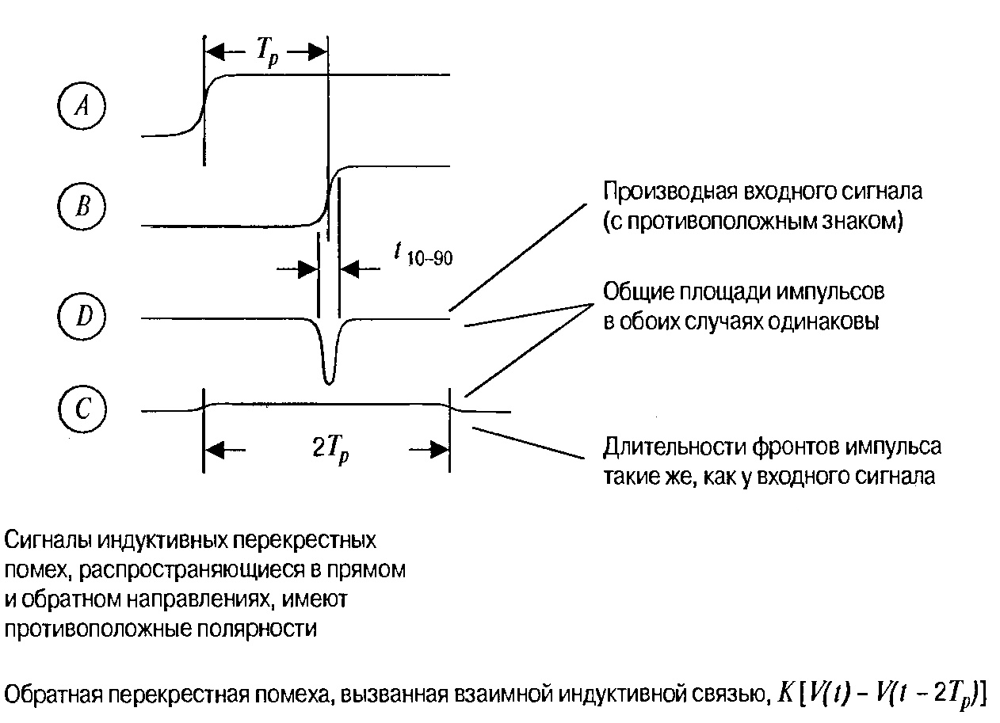 T_p
A
B
Производная входного сигнала
(с противоположным знаком)
t 10–90
Общие площади импульсов
в обоих случаях одинаковы
D
C
2T_p
Длительности фронтов импульса
такие же, как у входного сигнала
Сигналы индуктивных перекрестных
помех, распространяющиеся в прямом
и обратном направлениях, имеют
противоположные полярности
Обратная перекрестная помеха, вызванная взаимной индуктивной связью, K [V(t) – V(t – 2T_p)]